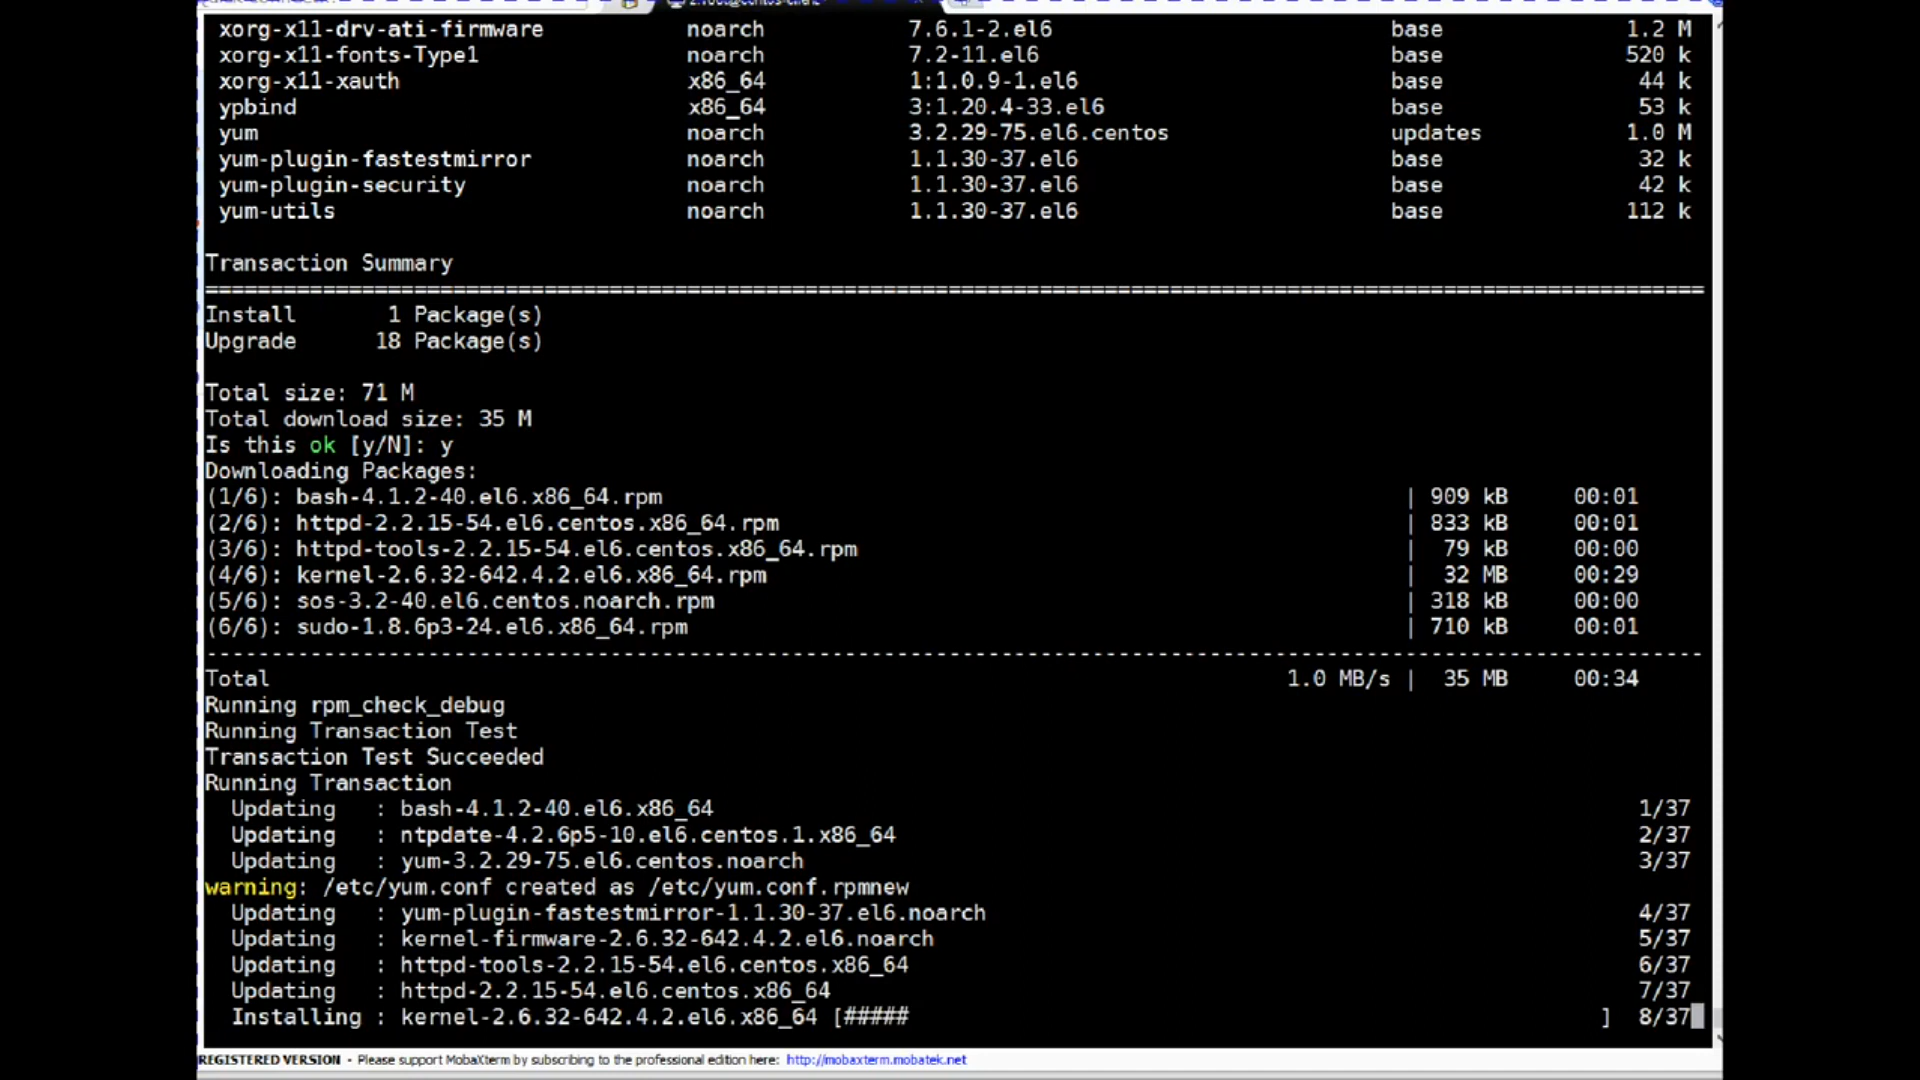 xorg-x11-drv-ati-firmware noarch 7.6.1-2.el6 base 1.2 M
xorg-x11-fonts-Type1 noarch 7.2-11.el6 base 520 k
xorg-x11-xauth x86_64 1:1.0.9-1.el6 base 44 k
ypbind x86_64 3:1.20.4-33.el6 base 53 k
yum noarch 3.2.29-75.el6.centos updates 1.0 M
yum-plugin-fastestmirror noarch 1.1.30-37.el6 base 32 k
yum-plugin-security noarch 1.1.30-37.el6 base 42 k
yum-utils noarch 1.1.30-37.el6 base 112 k
Transaction Summary
================================================================================
Install 1 Package(s)
Upgrade 18 Package(s)
Total size: 71 M
Total download size: 35 M
Is this ok [y/N]: y
Downloading Packages:
(1/6): bash-4.1.2-40.el6.x86_64.rpm | 909 kB 00:01
(2/6): httpd-2.2.15-54.el6.centos.x86_64.rpm | 833 kB 00:01
(3/6): httpd-tools-2.2.15-54.el6.centos.x86_64.rpm | 79 kB 00:00
(4/6): kernel-2.6.32-642.4.2.el6.x86_64.rpm | 32 MB 00:29
(5/6): sos-3.2-40.el6.centos.noarch.rpm | 318 kB 00:00
(6/6): sudo-1.8.6p3-24.el6.x86_64.rpm | 710 kB 00:01
--------------------------------------------------------------------------------
Total 1.0 MB/s | 35 MB 00:34
Running rpm_check_debug
Running Transaction Test
Transaction Test Succeeded
Running Transaction
Updating : bash-4.1.2-40.el6.x86_64 1/37
Updating : ntpdate-4.2.6p5-10.el6.centos.1.x86_64 2/37
Updating : yum-3.2.29-75.el6.centos.noarch 3/37
warning: /etc/yum.conf created as /etc/yum.conf.rpmnew
Updating : yum-plugin-fastestmirror-1.1.30-37.el6.noarch 4/37
Updating : kernel-firmware-2.6.32-642.4.2.el6.noarch 5/37
Updating : httpd-tools-2.2.15-54.el6.centos.x86_64 6/37
Updating : httpd-2.2.15-54.el6.centos.x86_64 7/37
Installing : kernel-2.6.32-642.4.2.el6.x86_64 [##### ] 8/37
REGISTERED VERSION - Please support MobaXterm by subscribing to the professional edition here: http://mobaxterm.mobatek.net